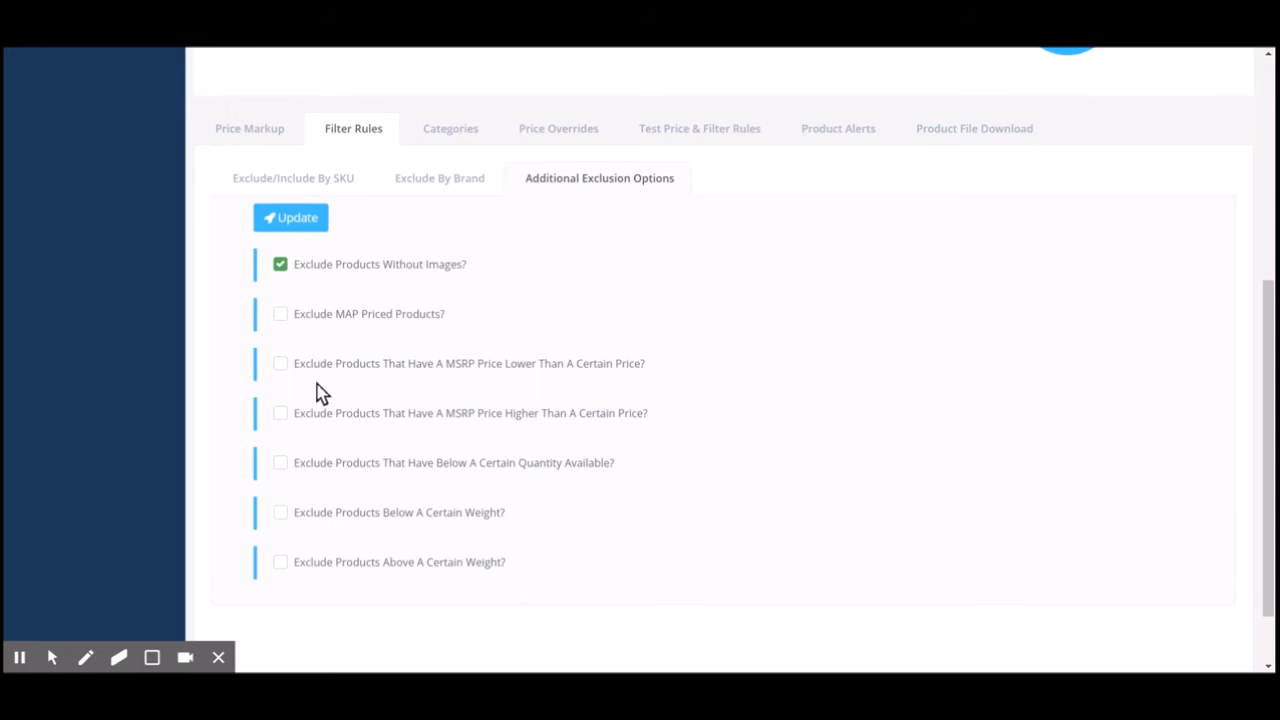 Price Markup
Filter Rules
Categories
Price Overrides
Test Price & Filter Rules
Product Alerts
Product File Download
Exclude/Include By SKU
Exclude By Brand
Additional Exclusion Options
Update
Exclude Products Without Images?
Exclude MAP Priced Products?
Exclude Products That Have A MSRP Price Lower Than A Certain Price?
Exclude Products That Have A MSRP Price Higher Than A Certain Price?
Exclude Products That Have Below A Certain Quantity Available?
Exclude Products Below A Certain Weight?
Exclude Products Above A Certain Weight?